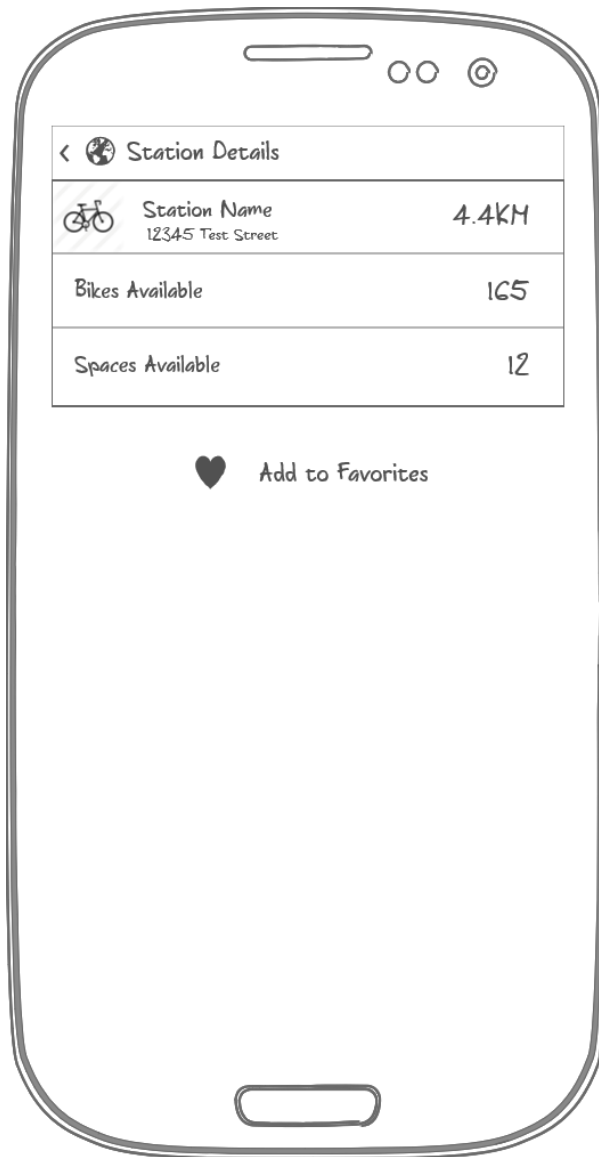 Station Details
Station Name
12345 Test Street
4.4KM
Bikes Available 165
Spaces Available 12
Add to Favorites